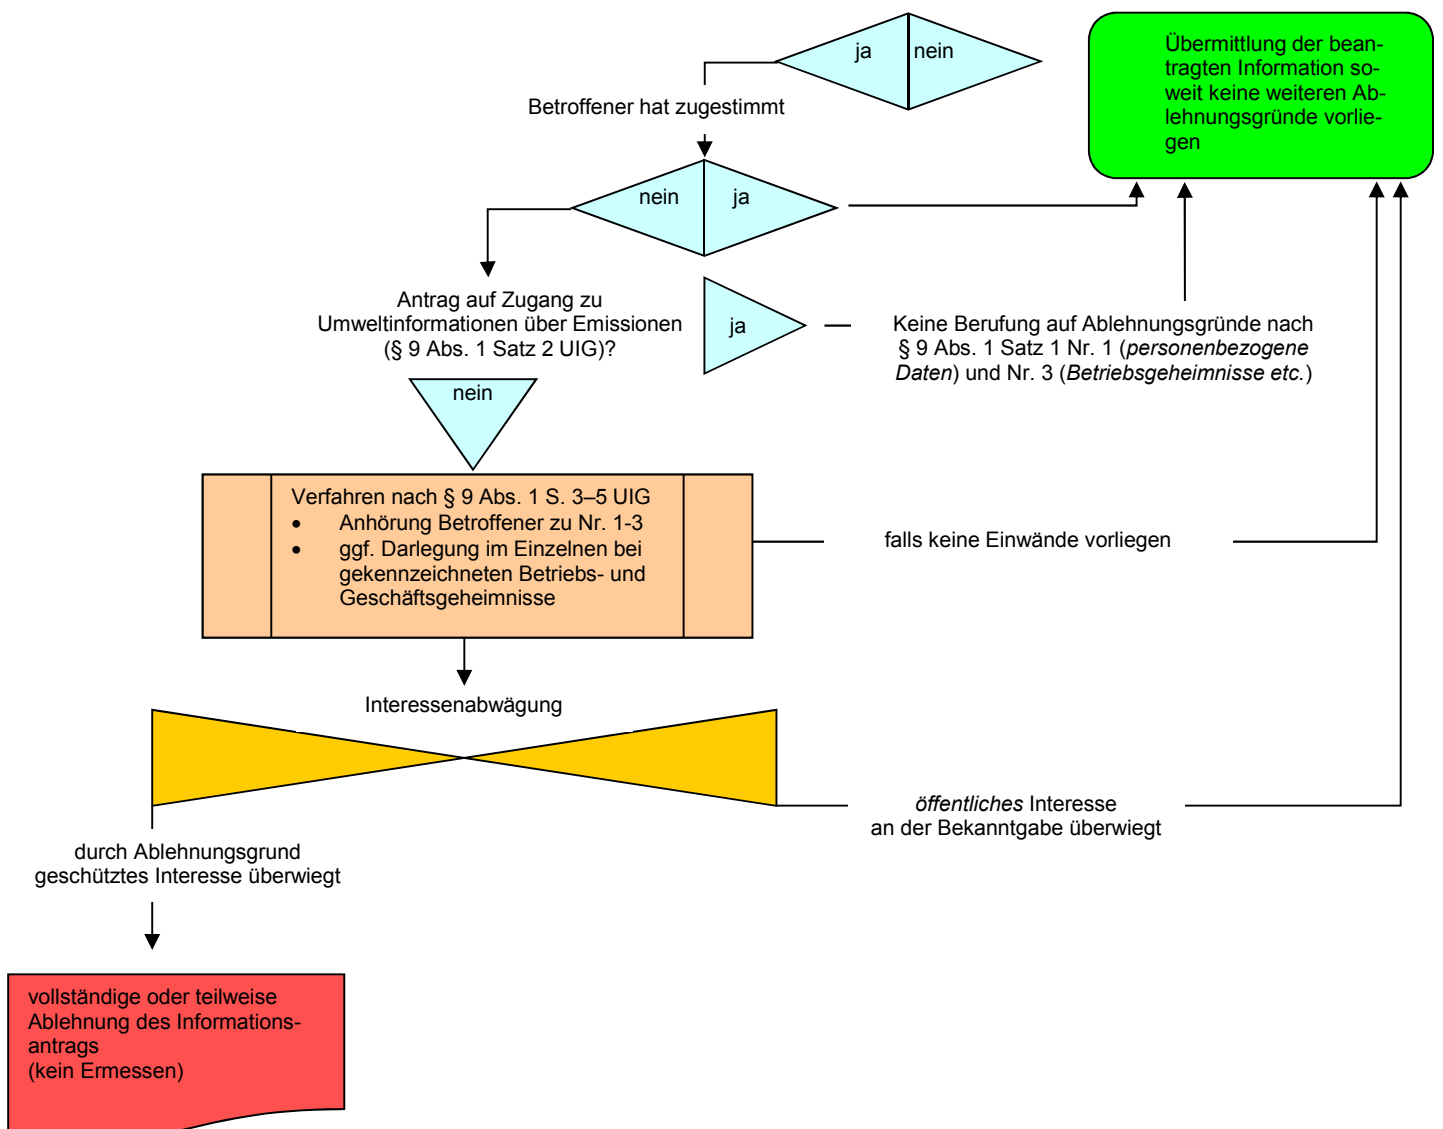 ja
nein
Übermittlung der bean-
tragten Information so-
weit keine weiteren Ab-
lehnungsgründe vorlie-
gen
Betroffener hat zugestimmt
nein
ja
Antrag auf Zugang zu
Umweltinformationen über Emissionen
(§ 9 Abs. 1 Satz 2 UIG)?
ja
Keine Berufung auf Ablehnungsgründe nach
§ 9 Abs. 1 Satz 1 Nr. 1 (personenbezogene
Daten) und Nr. 3 (Betriebsgeheimnisse etc.)
nein
Verfahren nach § 9 Abs. 1 S. 3–5 UIG
• Anhörung Betroffener zu Nr. 1-3
• ggf. Darlegung im Einzelnen bei
gekennzeichneten Betriebs- und
Geschäftsgeheimnisse
falls keine Einwände vorliegen
Interessenabwägung
öffentliches Interesse
an der Bekanntgabe überwiegt
durch Ablehnungsgrund
geschütztes Interesse überwiegt
vollständige oder teilweise
Ablehnung des Informations-
antrags
(kein Ermessen)